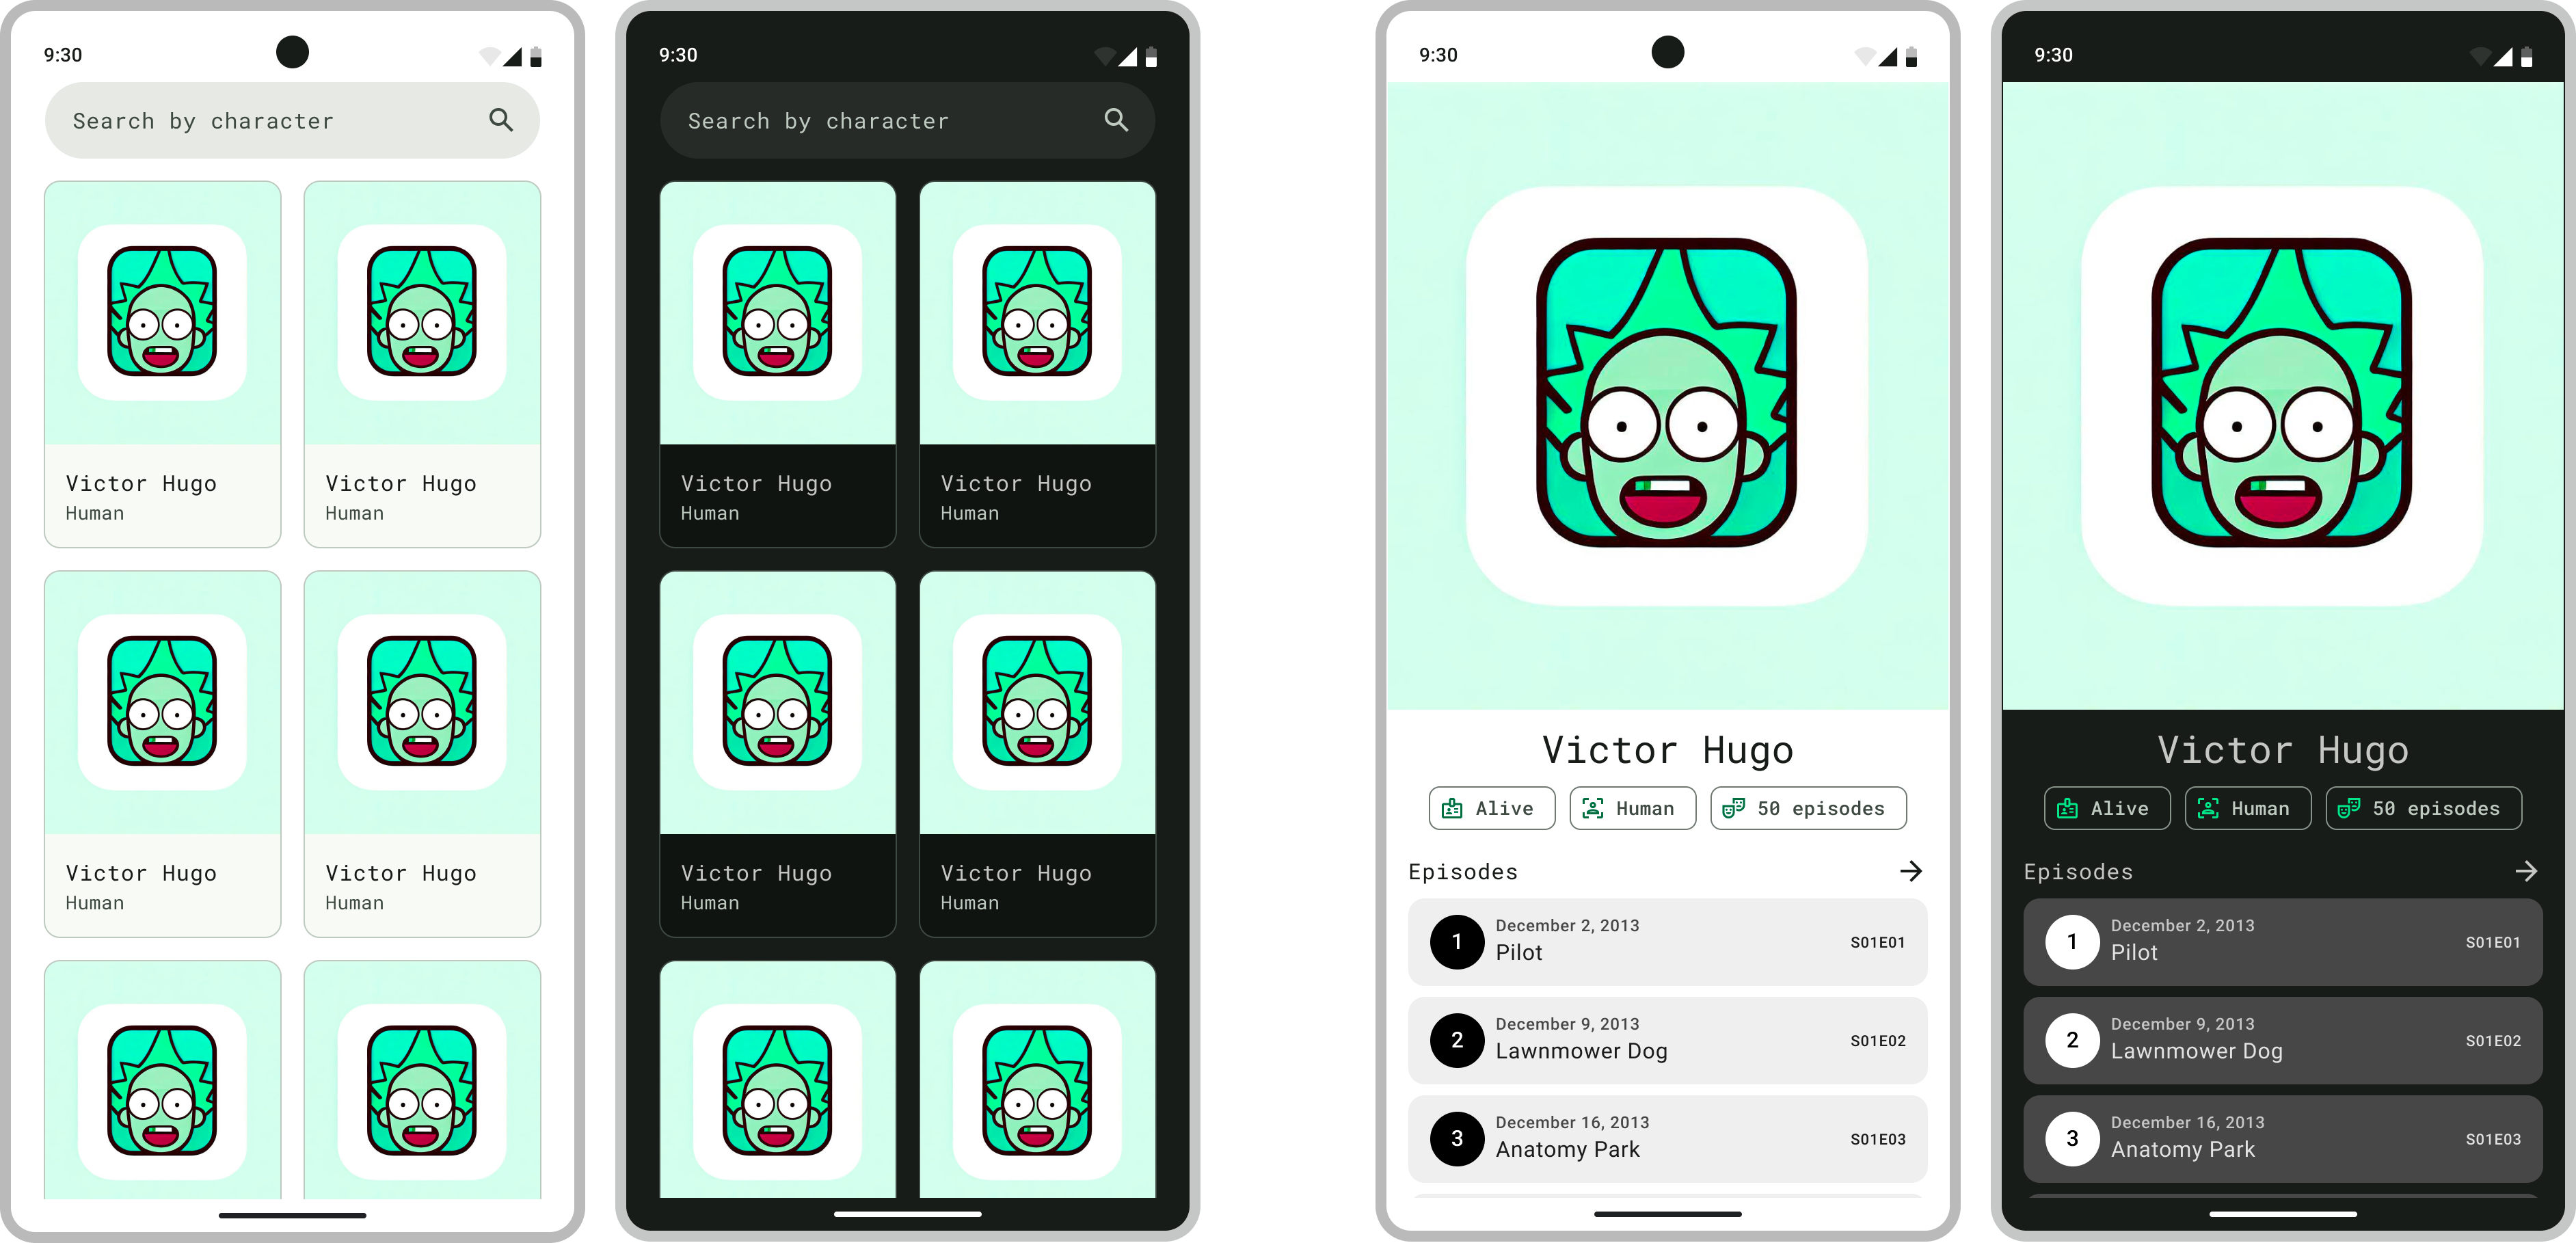 9:30
Search by character
Victor Hugo
Human
Victor Hugo
Human
Victor Hugo
Human
Victor Hugo
Human
9:30
Search by character
Victor Hugo
Human
Victor Hugo
Human
Victor Hugo
Human
Victor Hugo
Human
9:30
Victor Hugo
Alive
Human
50 episodes
Episodes
1
December 2, 2013
Pilot
S01E01
2
December 9, 2013
Lawnmower Dog
S01E02
3
December 16, 2013
Anatomy Park
S01E03
9:30
Victor Hugo
Alive
Human
50 episodes
Episodes
1
December 2, 2013
Pilot
S01E01
2
December 9, 2013
Lawnmower Dog
S01E02
3
December 16, 2013
Anatomy Park
S01E03